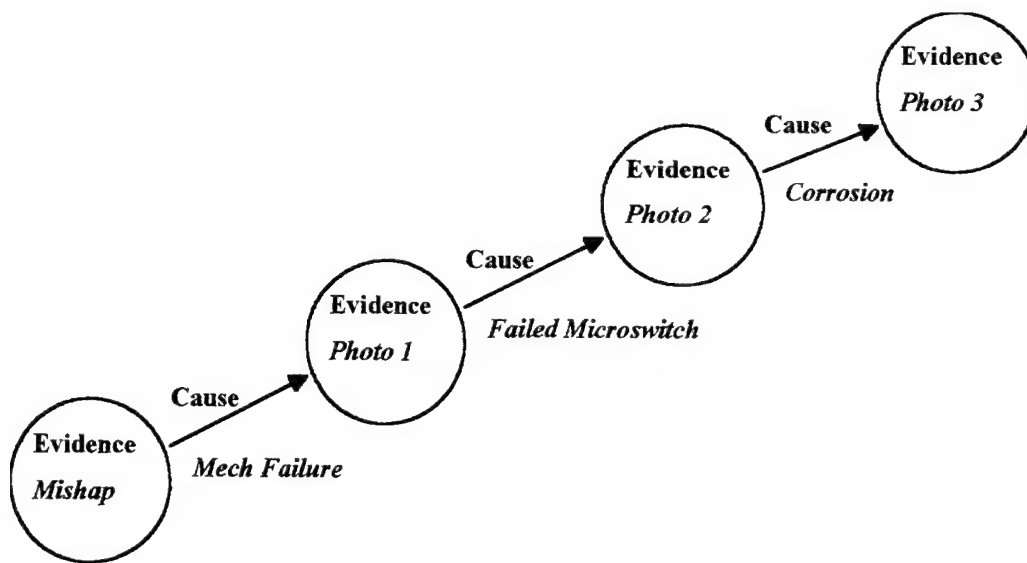 Evidence
Photo 3
Cause
Corrosion
Evidence
Photo 2
Cause
Failed Microswitch
Evidence
Photo 1
Cause
Mech Failure
Evidence
Mishap